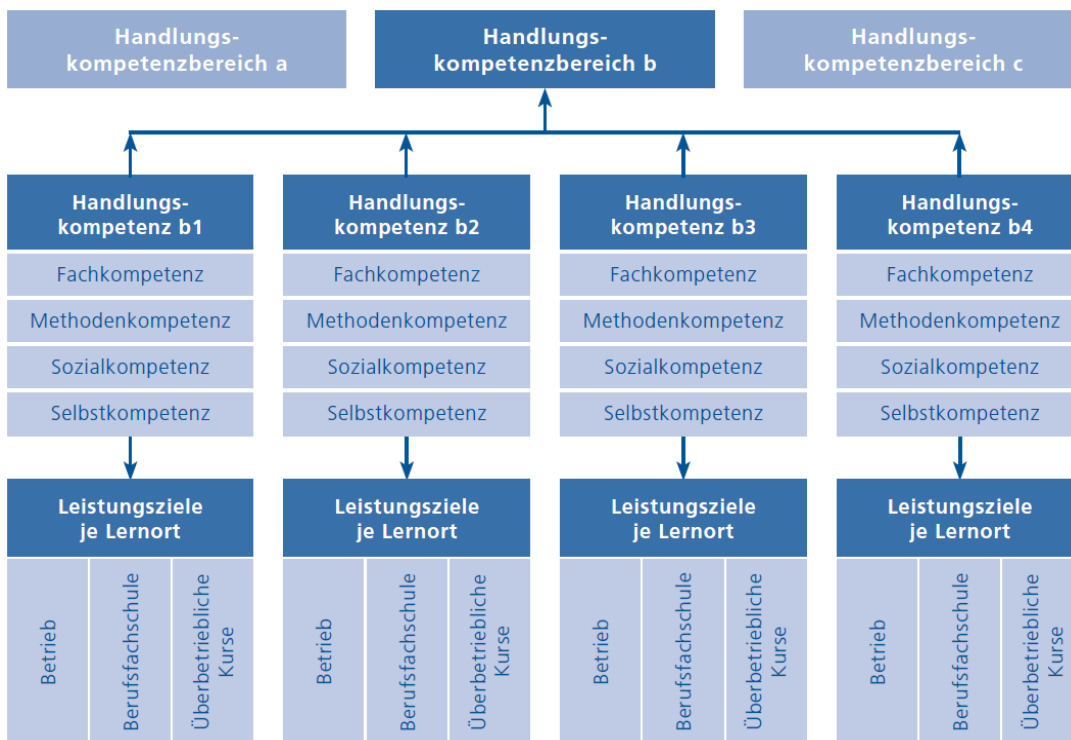 Handlungs-
kompetenzbereich a
Handlungs-
kompetenzbereich b
Handlungs-
kompetenzbereich c
Handlungs-
kompetenz b1
Fachkompetenz
Methodenkompetenz
Sozialkompetenz
Selbstkompetenz
Leistungsziele
je Lernort
Betrieb
Berufsfachschule
Überbetriebliche
Kurse
Handlungs-
kompetenz b2
Fachkompetenz
Methodenkompetenz
Sozialkompetenz
Selbstkompetenz
Leistungsziele
je Lernort
Betrieb
Berufsfachschule
Überbetriebliche
Kurse
Handlungs-
kompetenz b3
Fachkompetenz
Methodenkompetenz
Sozialkompetenz
Selbstkompetenz
Leistungsziele
je Lernort
Betrieb
Berufsfachschule
Überbetriebliche
Kurse
Handlungs-
kompetenz b4
Fachkompetenz
Methodenkompetenz
Sozialkompetenz
Selbstkompetenz
Leistungsziele
je Lernort
Betrieb
Berufsfachschule
Überbetriebliche
Kurse